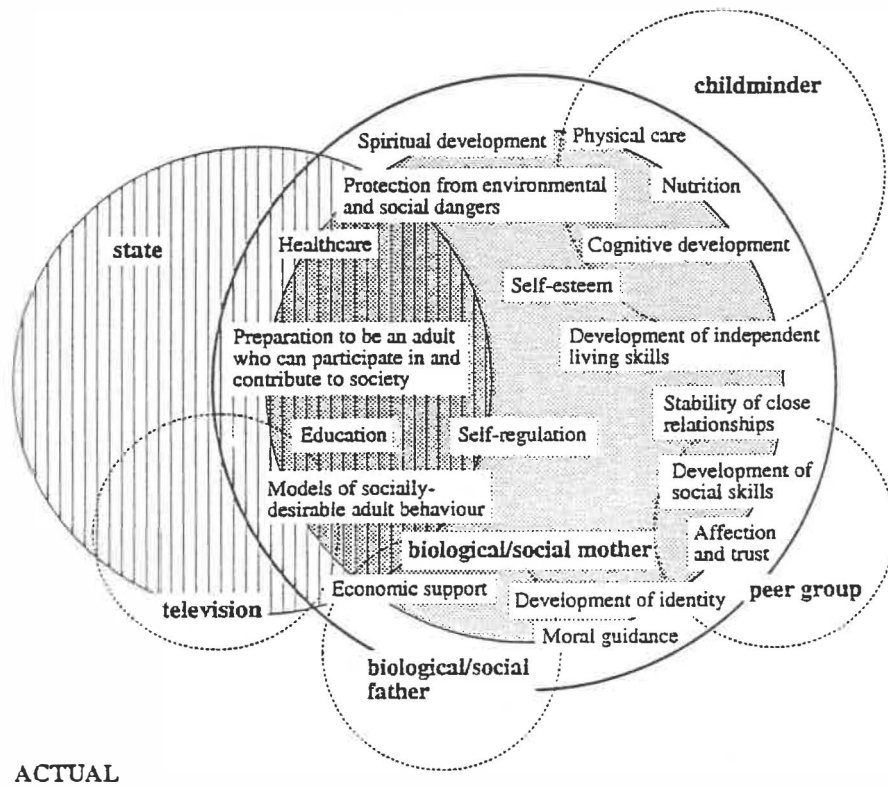 childminder
Spiritual development
Physical care
Protection from environmental
and social dangers
Nutrition
state
Healthcare
Cognitive development
Self-esteem
Preparation to be an adult
who can participate in and
contribute to society
Development of independent
living skills
Stability of close
relationships
Education
Self-regulation
Development of
social skills
Models of socially-
desirable adult behaviour
Affection
and trust
biological/social mother
Economic support
peer group
television
Development of identity
Moral guidance
biological/social
father
ACTUAL